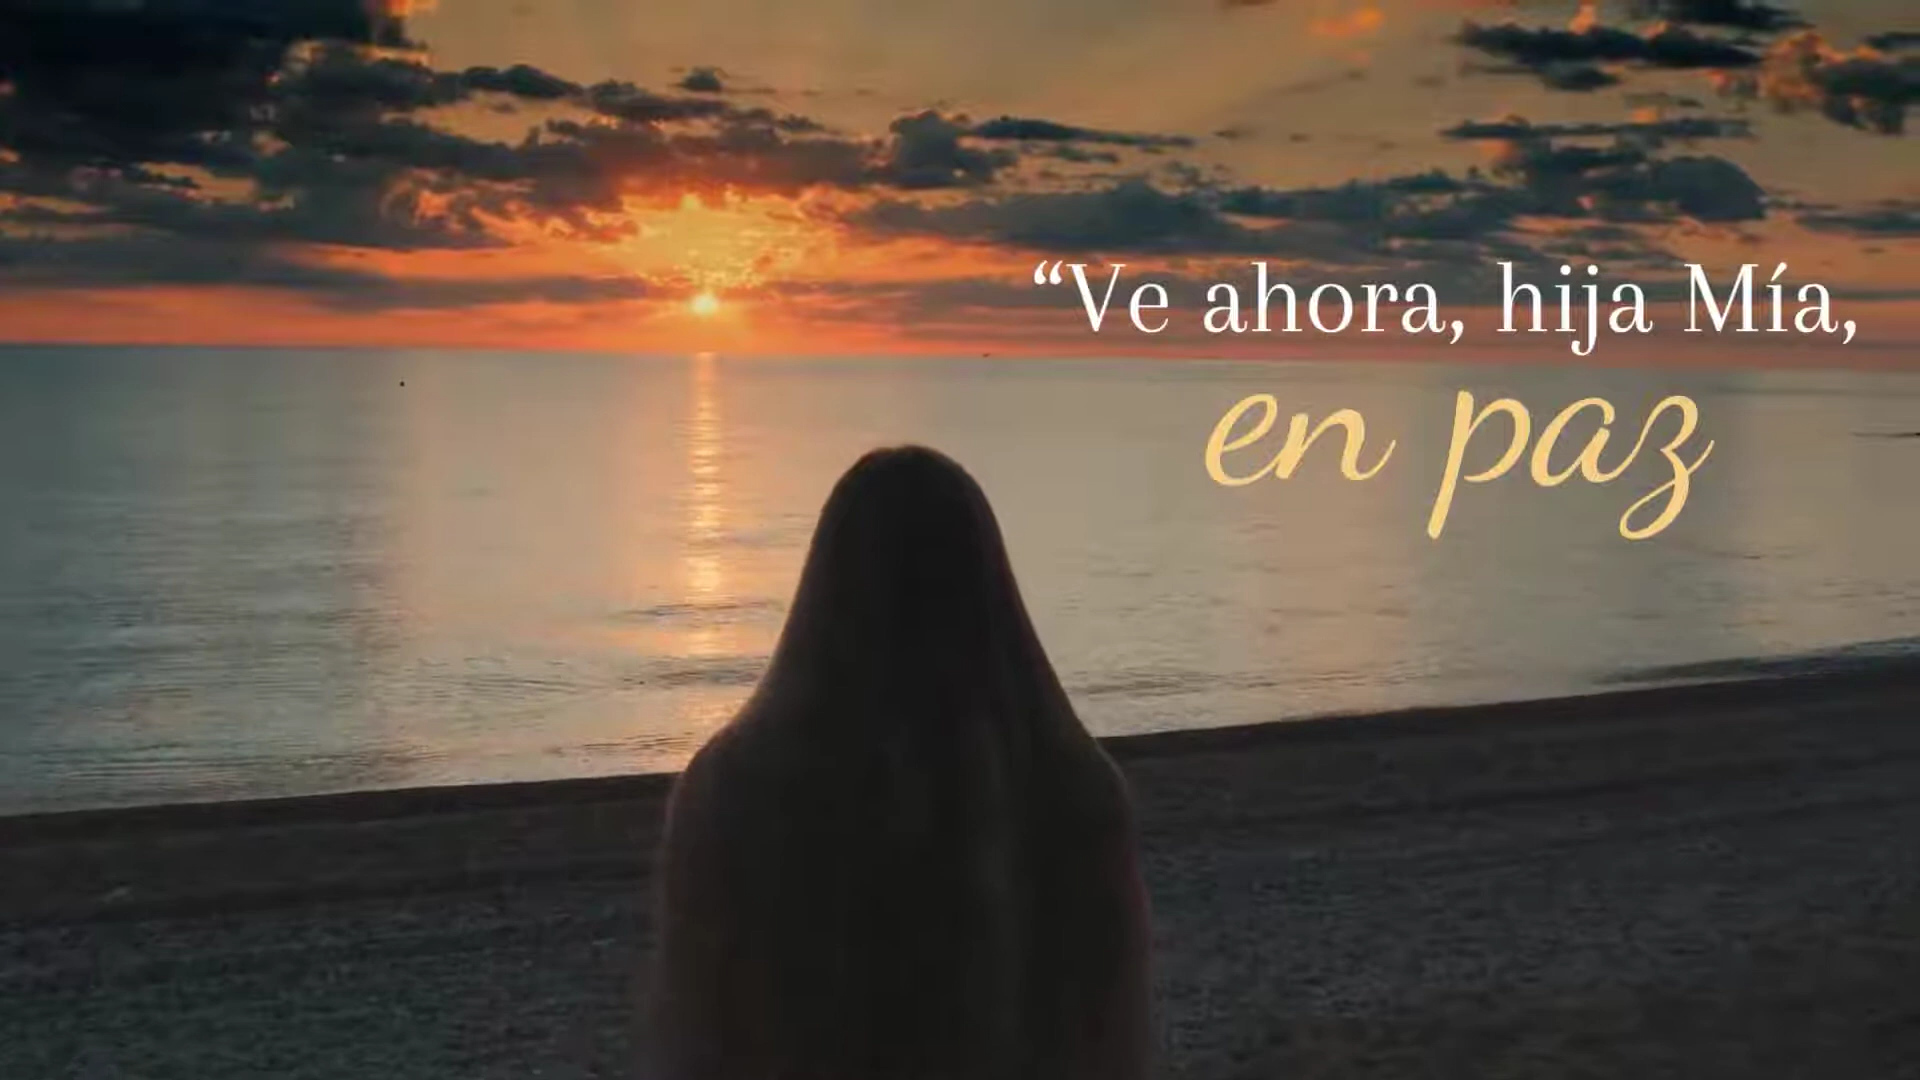 “Ve ahora, hija Mía,
en paz